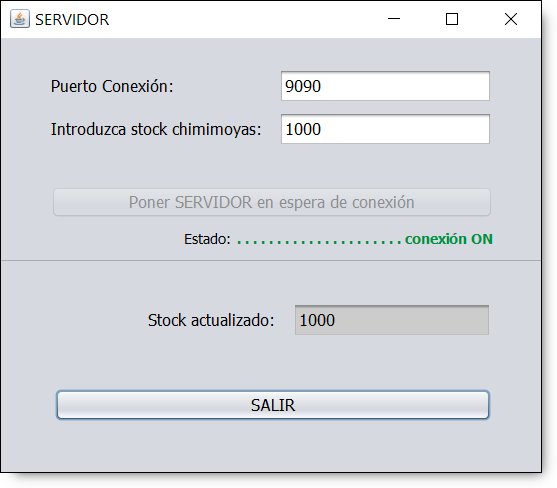 SERVIDOR
Puerto Conexión: 9090
Introduzca stock chimimoyas: 1000
Poner SERVIDOR en espera de conexión
Estado: . . . . . . . . . . . . . . . . . . . . . conexión ON
Stock actualizado: 1000
SALIR